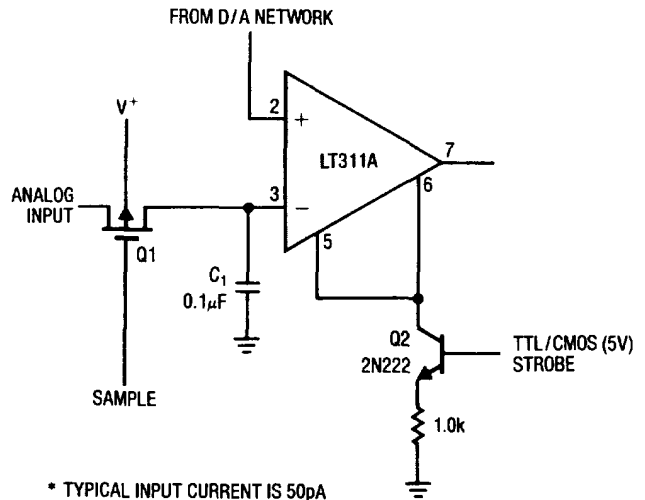 FROM D/A NETWORK
V+
2
+
7
LT311A
6
ANALOG
INPUT
3
−
5
Q1
C1
0.1µF
Q2
2N222
TTL/CMOS (5V)
STROBE
SAMPLE
1.0k
* TYPICAL INPUT CURRENT IS 50pA